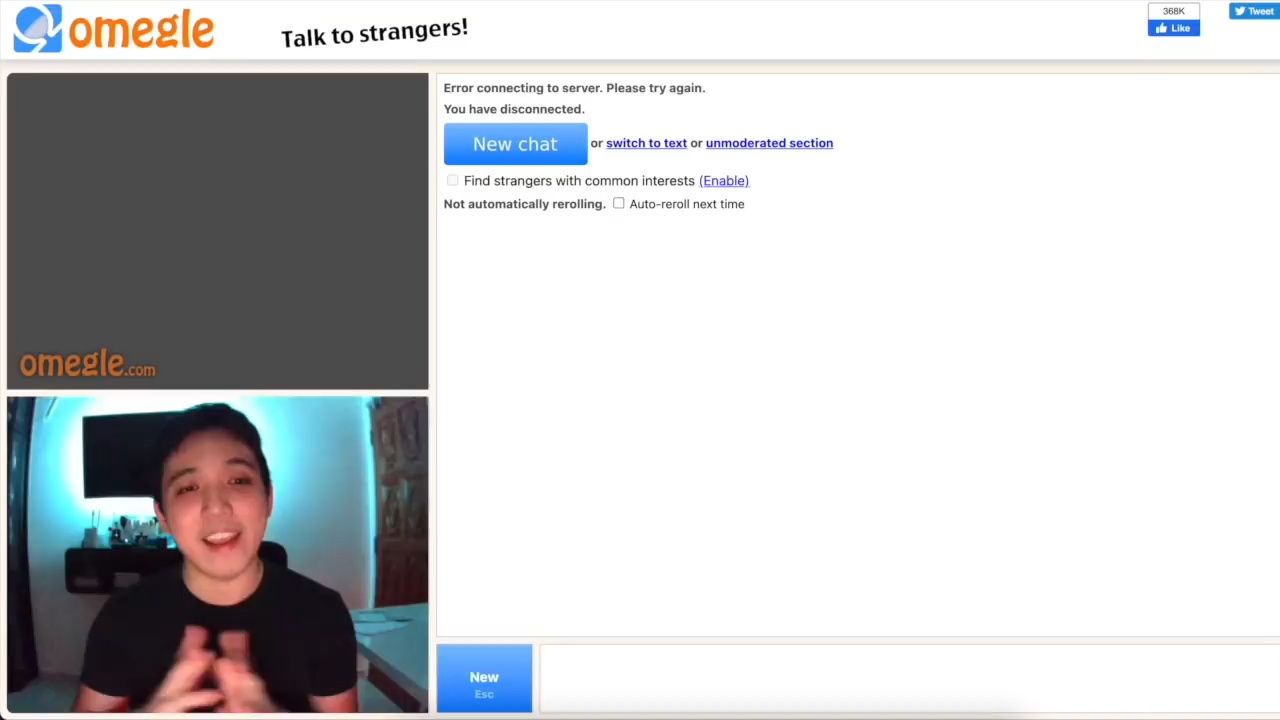 omegle
Talk to strangers!
368K
Like
Tweet
Error connecting to server. Please try again.
You have disconnected.
New chat or switch to text or unmoderated section
Find strangers with common interests (Enable)
Not automatically rerolling. Auto-reroll next time
omegle.com
New
Esc